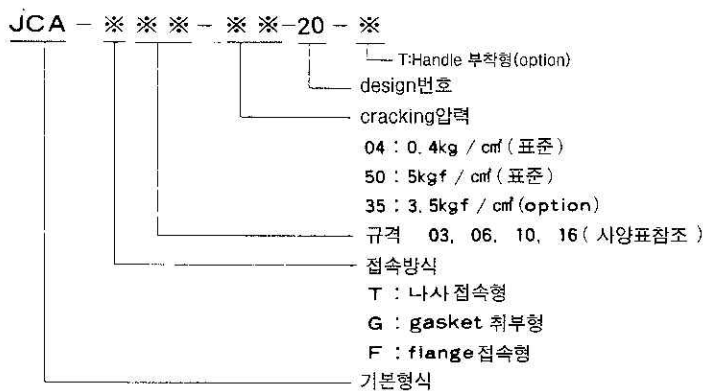 JCA - ※ ※ ※ - ※ ※ - 20 - ※
T:Handle 부착형(option)
design번호
cracking압력
04 : 0.4kg / ㎠ ( 표준 )
50 : 5kgf / ㎠ ( 표준 )
35 : 3.5kgf / ㎠ (option)
규격 03, 06, 10, 16 ( 사양표참조 )
접속방식
T : 나사접속형
G : gasket 취부형
F : flange접속형
기본형식